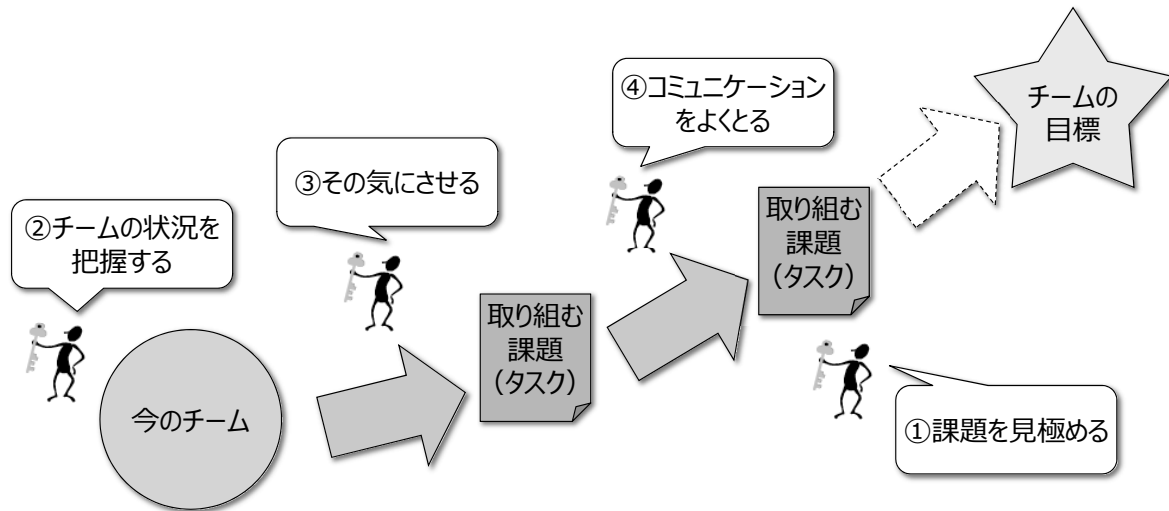 ②チームの状況を
把握する
今のチーム
③その気にさせる
取り組む
課題
（タスク）
④コミュニケーション
をよくとる
取り組む
課題
（タスク）
①課題を見極める
チームの
目標